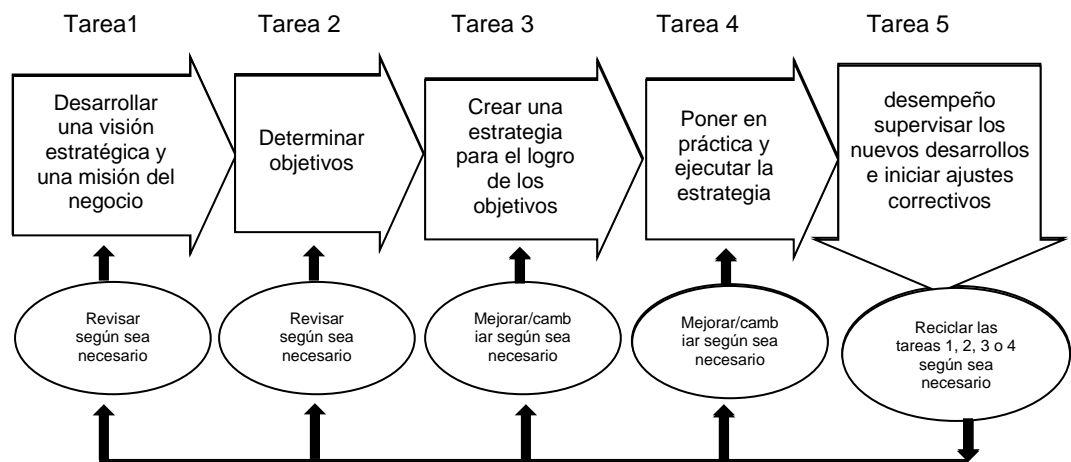 Tarea1
Tarea 2
Tarea 3
Tarea 4
Tarea 5
Desarrollar
una visión
estratégica y
una misión del
negocio
Determinar
objetivos
Crear una
estrategia
para el logro
de los
objetivos
Poner en
práctica y
ejecutar la
estrategia
desempeño
supervisar los
nuevos desarrollos
e iniciar ajustes
correctivos
Revisar
según sea
necesario
Revisar
según sea
necesario
Mejorar/camb
iar según sea
necesario
Mejorar/camb
iar según sea
necesario
Reciclar las
tareas 1, 2, 3 o 4
según sea
necesario